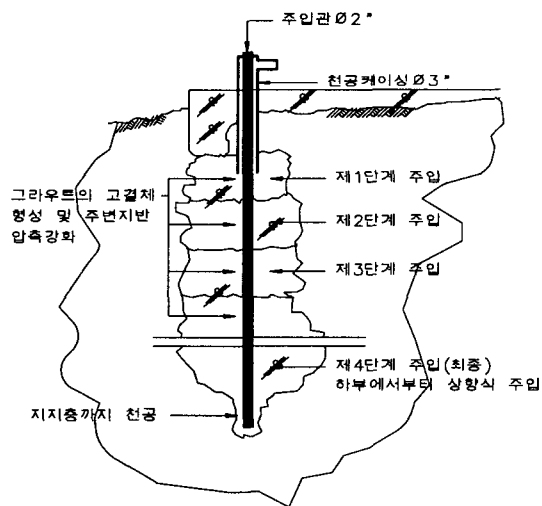 주입관Ø2"
천공케이싱Ø3"
그라우트의 고결체
형성 및 주변지반
압축강화
제1단계 주입
제2단계 주입
제3단계 주입
제4단계 주입(최종)
하부에서부터 상향식 주입
지지층까지 천공